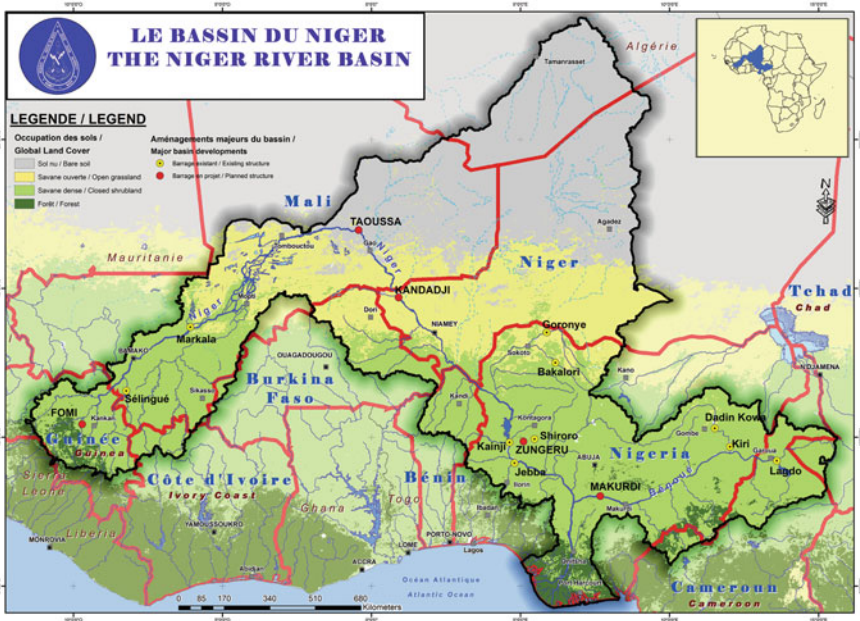 LE BASSIN DU NIGER
THE NIGER RIVER BASIN
LEGENDE / LEGEND
Occupation des sols /
Global Land Cover
Sol nu / Bare soil
Savane ouverte / Open grassland
Savane dense / Closed shrubland
Forêt / Forest
Aménagements majeurs du bassin /
Major basin developments
Barrage existant / Existing structure
Barrage en projet / Planned structure
N
Algérie
Tamanrasset
Mali
TAOUSSA
Tombouctou
Gao
Niger
Agadez
Mauritanie
Niger
KANDADJI
Tchad
Chad
Mopti
Niger
Dori
Markala
NIAMEY
Goronye
Sokoto
BAMAKO
OUAGADOUGOU
Bakalori
Kano
N'DJAMENA
Burkina
Faso
Sélingué
Sikasso
Kandi
FOMI
Kankan
Kontagora
Dadin Kowa
Gombe
Guinée
Guinea
Kainji
Shiroro
ZUNGERU
Kiri
Nigeria
Garoua
Jebba
ABUJA
Lagdo
Bénoué
Sierra
Leone
Côte d'Ivoire
Ivory Coast
Bénin
Ilorin
MAKURDI
Makurdi
Ghana
Togo
Ibadan
Liberia
YAMOUSSOUKRO
MONROVIA
PORTO-NOVO
LOME
Lagos
Onitsha
Abidjan
ACCRA
Port Harcourt
Océan Atlantique
Atlantic Ocean
Cameroun
Cameroon
0 85 170 340 510 680
Kilometers